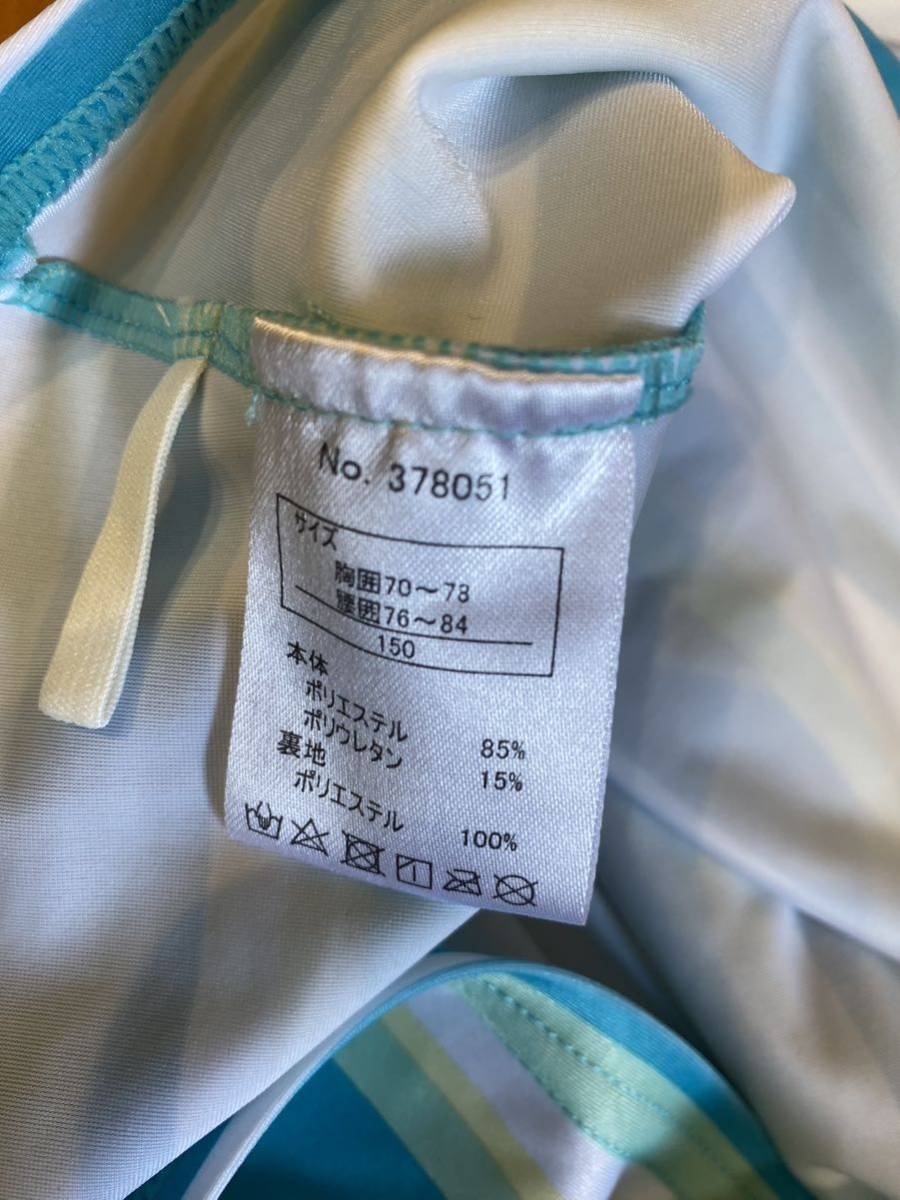 No. 378051
サイズ
胸囲70～78
腰囲76～84
150
本体
ポリエステル 85%
ポリウレタン 15%
裏地
ポリエステル 100%